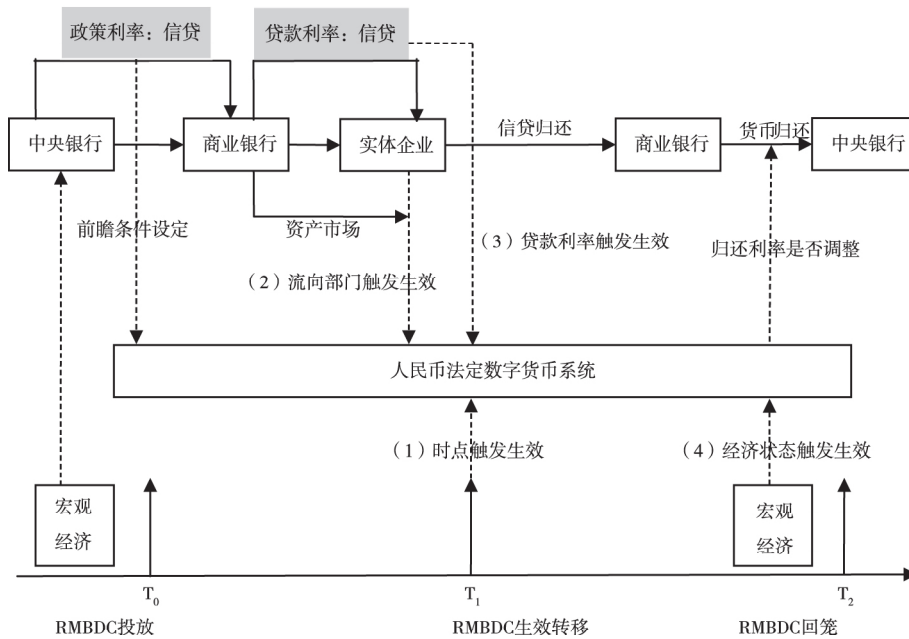 政策利率：信贷
贷款利率：信贷
中央银行
商业银行
实体企业
信贷归还
商业银行
货币归还
中央银行
前瞻条件设定
资产市场
（3）贷款利率触发生效
归还利率是否调整
（2）流向部门触发生效
人民币法定数字货币系统
（1）时点触发生效
（4）经济状态触发生效
宏观
经济
宏观
经济
T0
T1
T2
RMBDC投放
RMBDC生效转移
RMBDC回笼